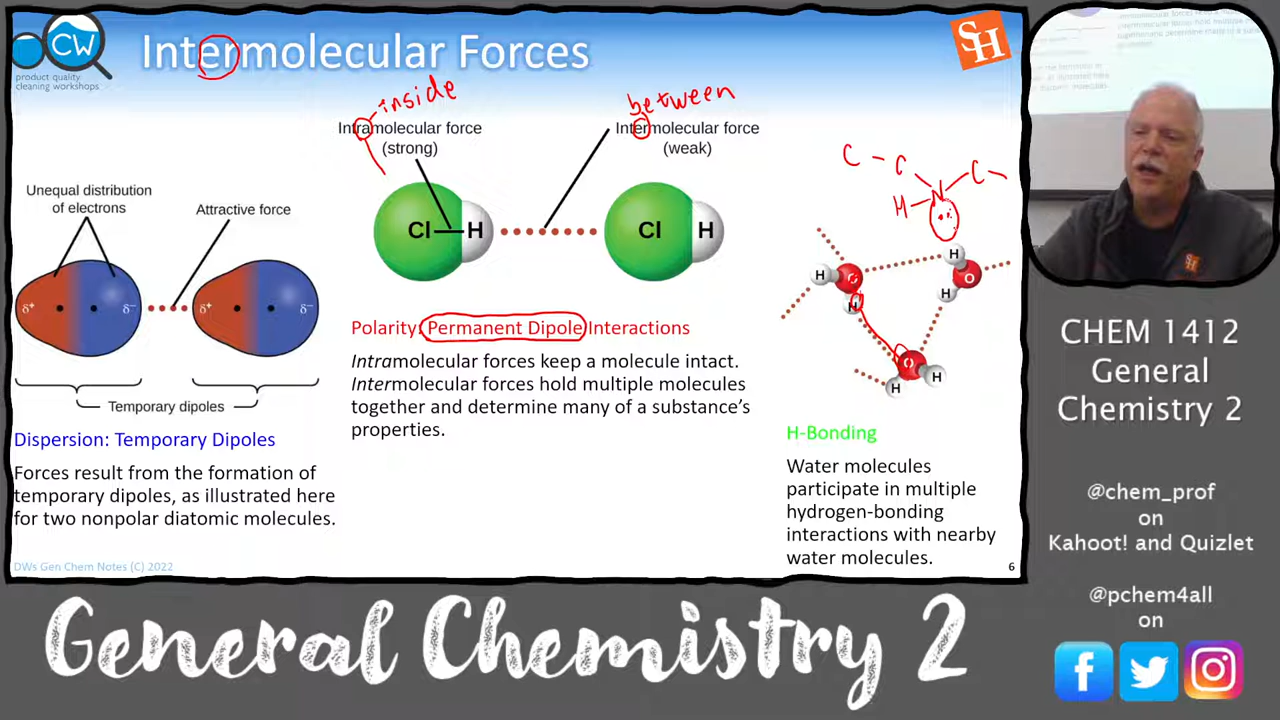 CW
product quality
cleaning workshops
Intermolecular Forces
SH
inside
between
Intramolecular force
(strong)
Intermolecular force
(weak)
Unequal distribution
of electrons
Attractive force
δ+ δ− δ+ δ−
Temporary dipoles
Cl H Cl H
C - C C
H N
H O H
H O
H
O H
H
Dispersion: Temporary Dipoles
Forces result from the formation of
temporary dipoles, as illustrated here
for two nonpolar diatomic molecules.
Polarity: Permanent Dipole Interactions
Intramolecular forces keep a molecule intact.
Intermolecular forces hold multiple molecules
together and determine many of a substance's
properties.
H-Bonding
Water molecules
participate in multiple
hydrogen-bonding
interactions with nearby
water molecules.
DWs Gen Chem Notes (C) 2022
6
CHEM 1412
General
Chemistry 2
@chem_prof
on
Kahoot! and Quizlet
@pchem4all
on
General Chemistry 2